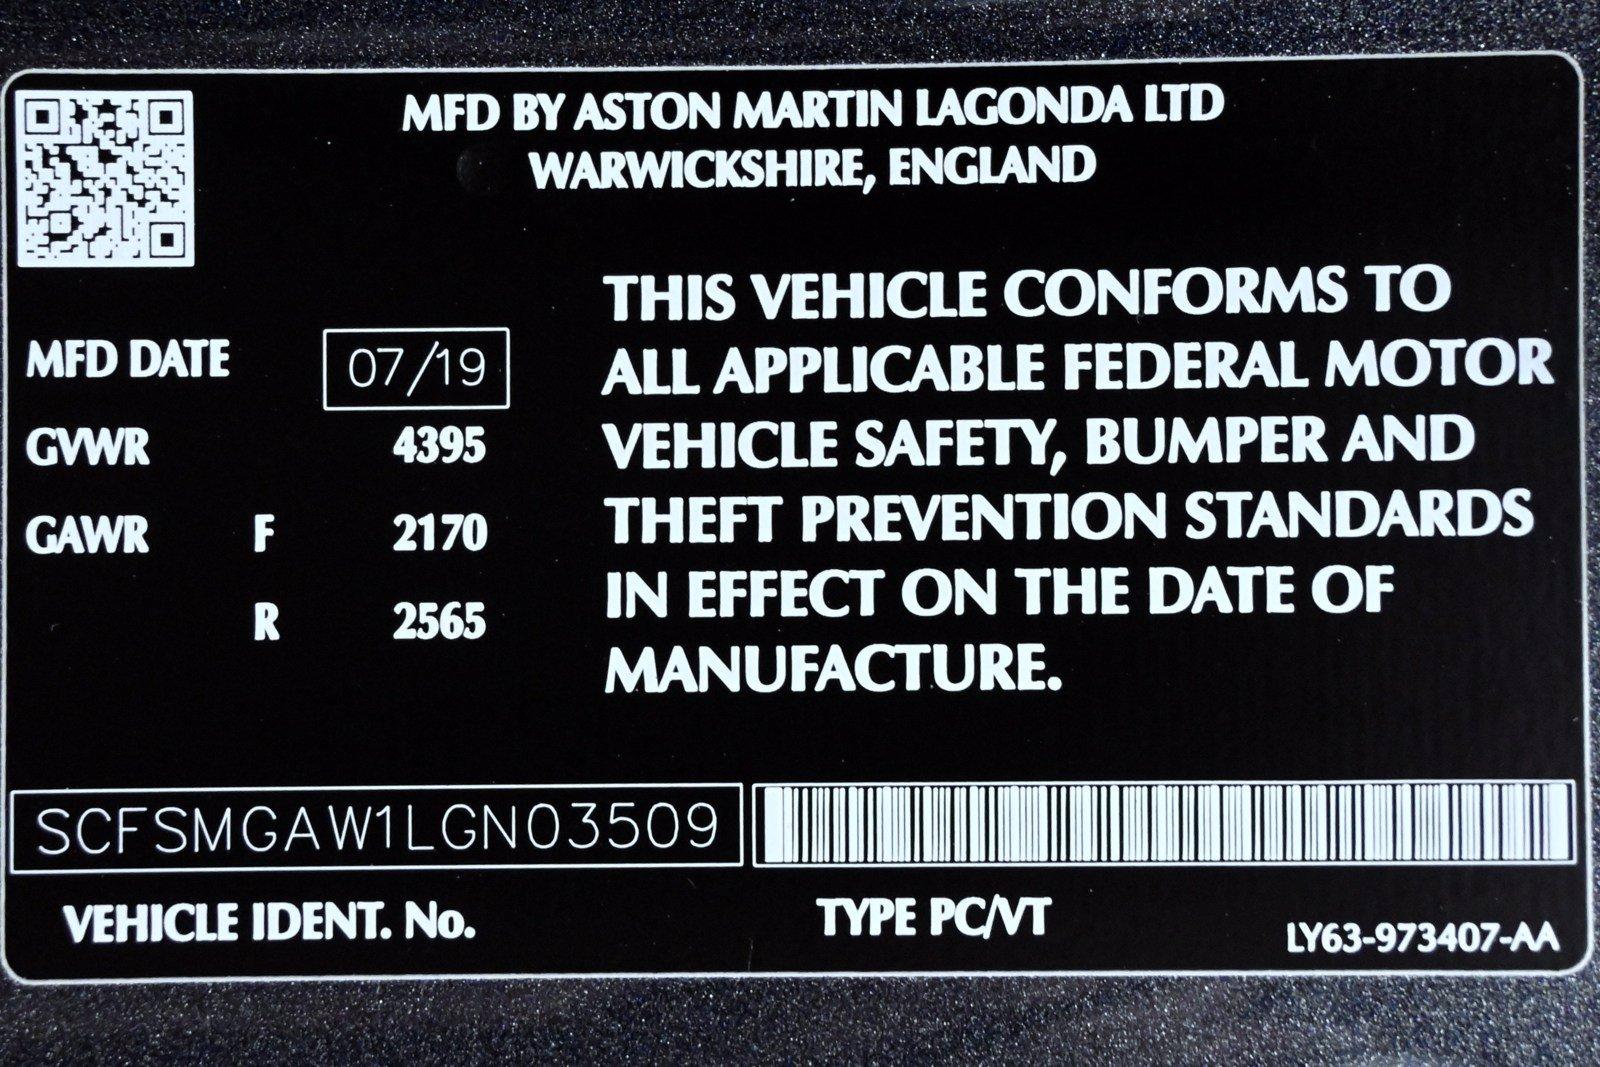 MFD BY ASTON MARTIN LAGONDA LTD
WARWICKSHIRE, ENGLAND
THIS VEHICLE CONFORMS TO
ALL APPLICABLE FEDERAL MOTOR
VEHICLE SAFETY, BUMPER AND
THEFT PREVENTION STANDARDS
IN EFFECT ON THE DATE OF
MANUFACTURE.
MFD DATE 07/19
GVWR 4395
GAWR F 2170
R 2565
SCFSMGAW1LGN03509
VEHICLE IDENT. No. TYPE PC/VT LY63-973407-AA